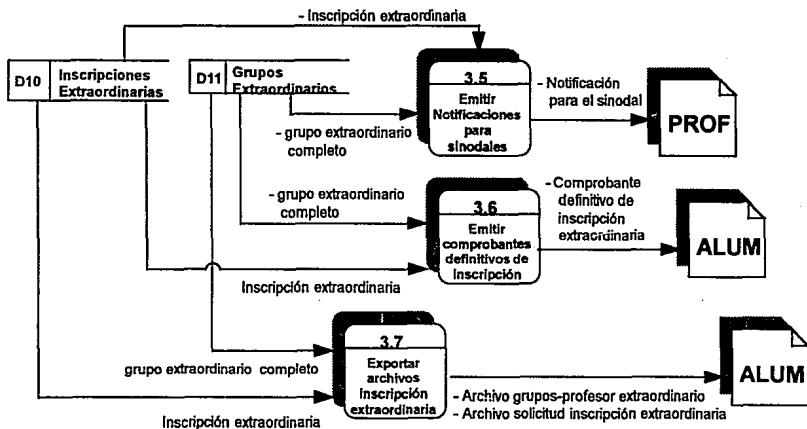 - Inscripción extraordinaria
D10
Inscripciones
Extraordinarias
D11
Grupos
Extraordinarios
3.5
Emitir
Notificaciones
para
sinodales
- Notificación
para el sinodal
PROF
- grupo extraordinario
completo
- grupo extraordinario
completo
3.6
Emitir
comprobantes
definitivos de
inscripción
- Comprobante
definitivo de
inscripción
extraordinaria
ALUM
Inscripción extraordinaria
3.7
Exportar
archivos
Inscripción
extraordinaria
grupo extraordinario completo
Inscripción extraordinaria
- Archivo grupos-profesor extraordinario
- Archivo solicitud inscripción extraordinaria
ALUM